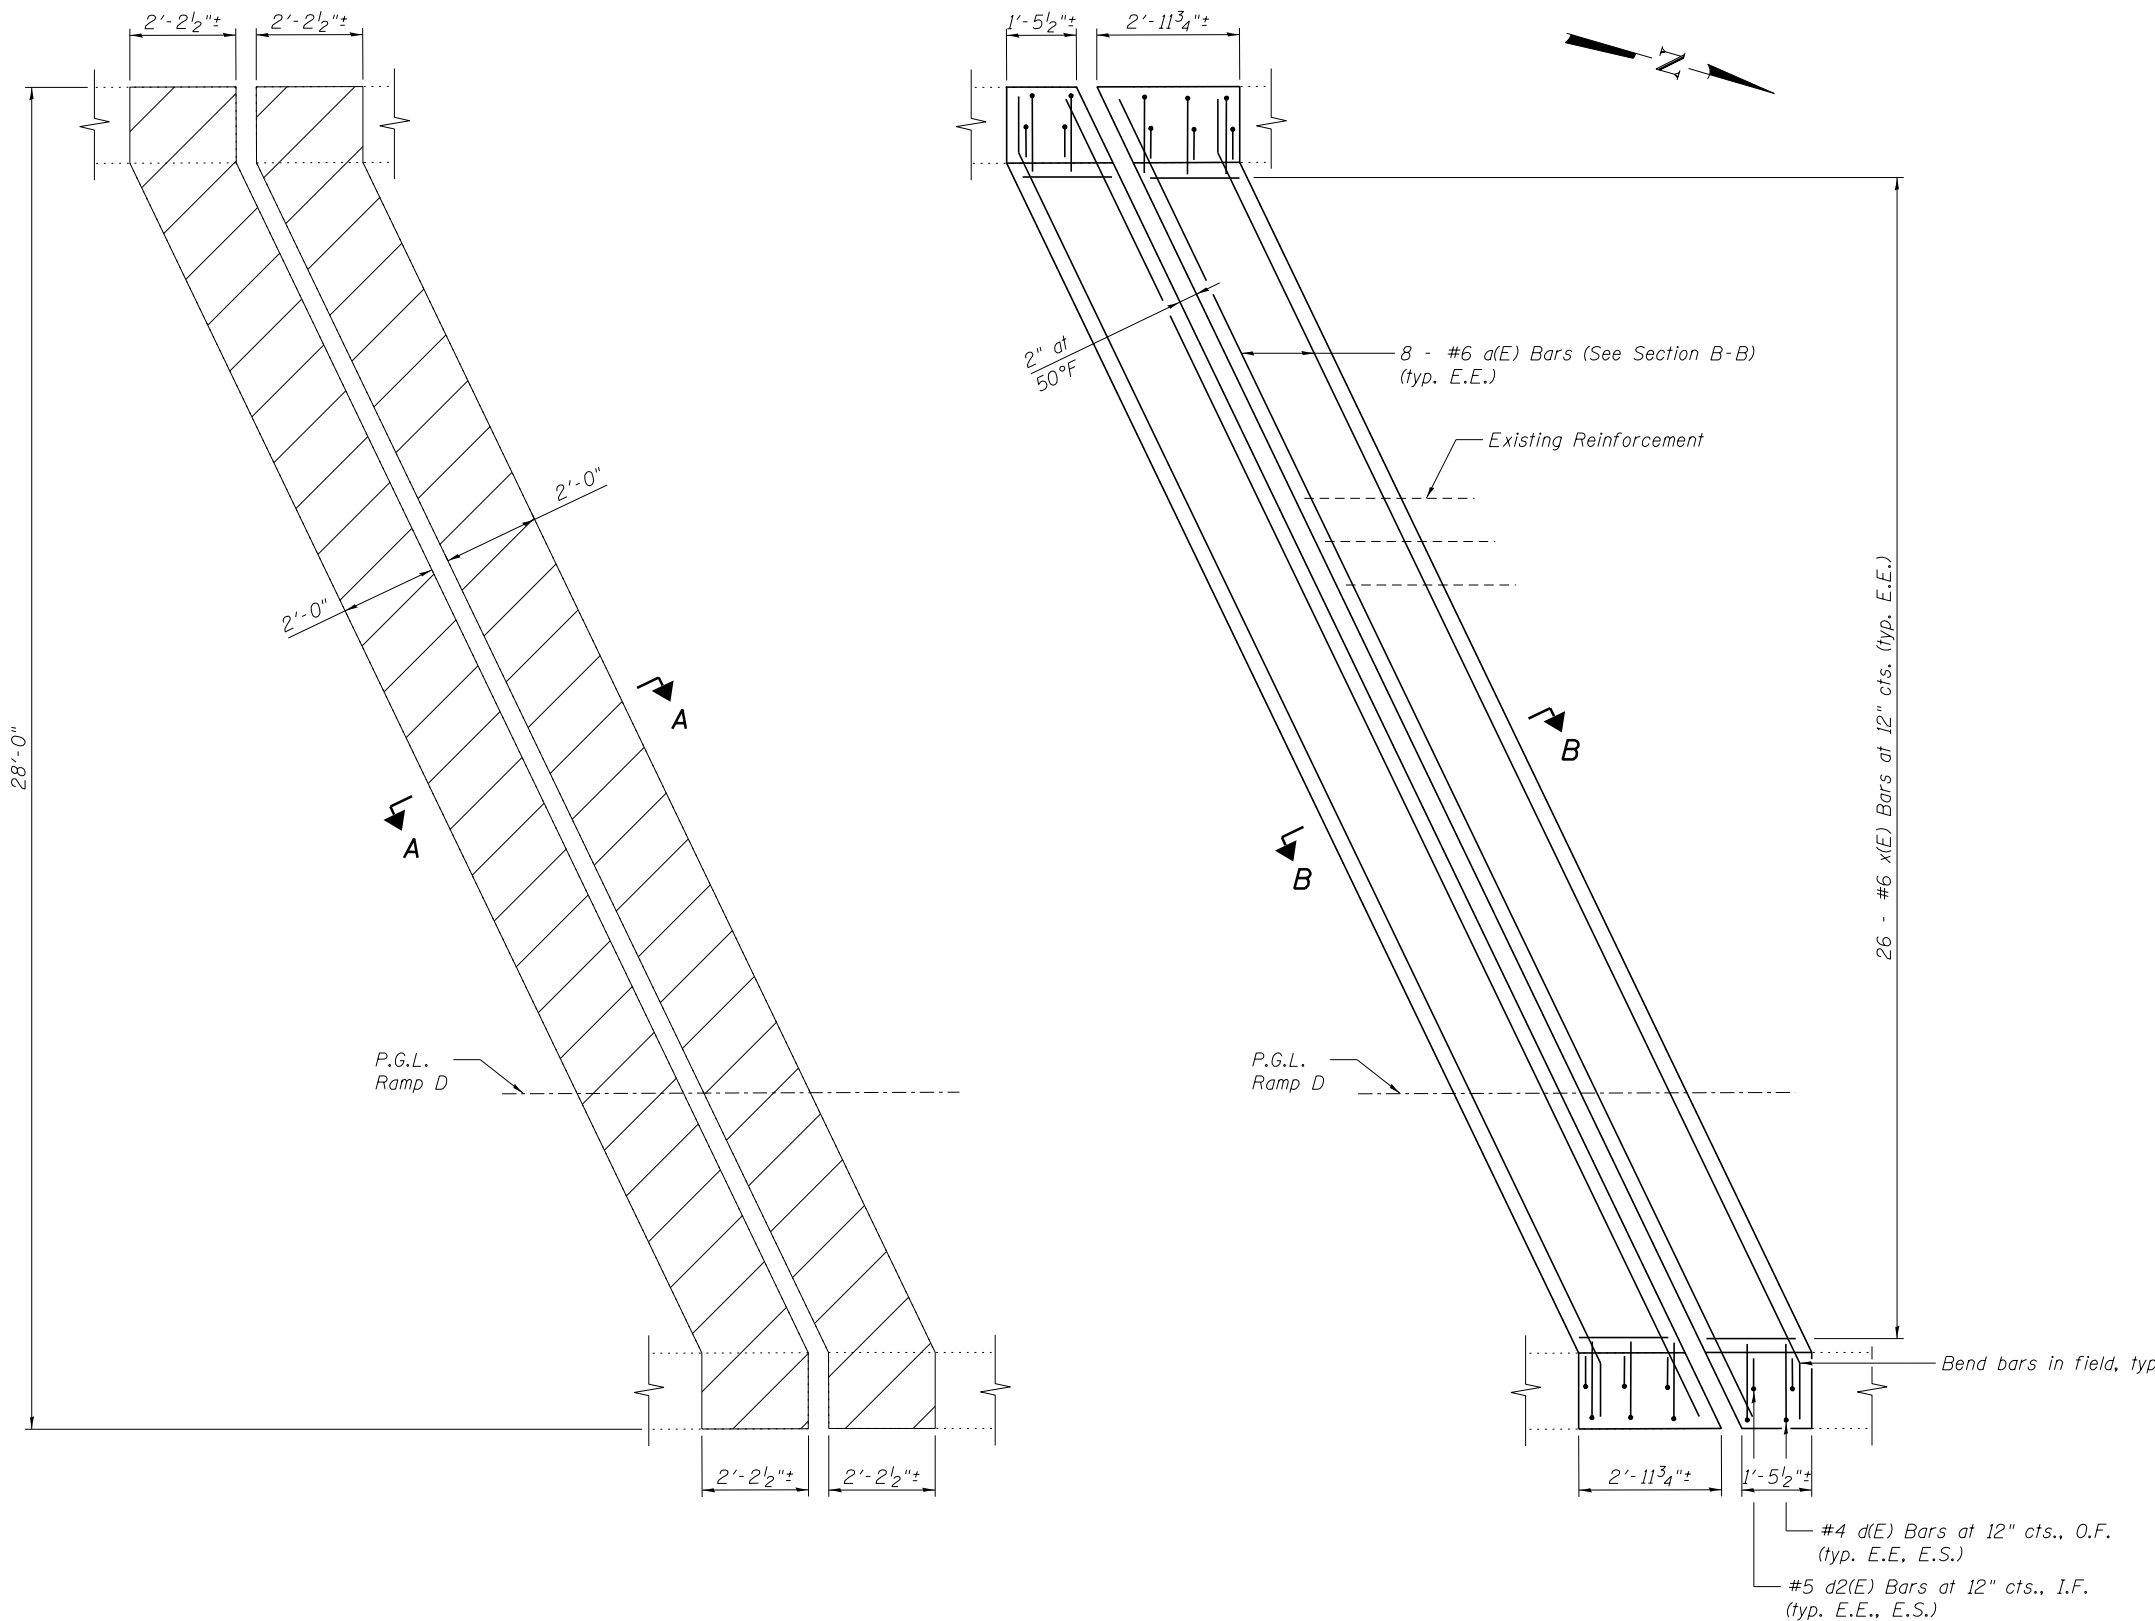 2'-2½"± 2'-2½"±
1'-5½"± 2'-11¾"±
N
2" at
50°F
8 - #6 a(E) Bars (See Section B-B)
(typ. E.E.)
Existing Reinforcement
2'-0"
2'-0"
28'-0"
A
A
B
B
26 - #6 x(E) Bars at 12" cts. (typ. E.E.)
P.G.L.
Ramp D
P.G.L.
Ramp D
Bend bars in field, typ
2'-2½"± 2'-2½"±
2'-11¾"± 1'-5½"±
#4 d(E) Bars at 12" cts., O.F.
(typ. E.E, E.S.)
#5 d2(E) Bars at 12" cts., I.F.
(typ. E.E., E.S.)